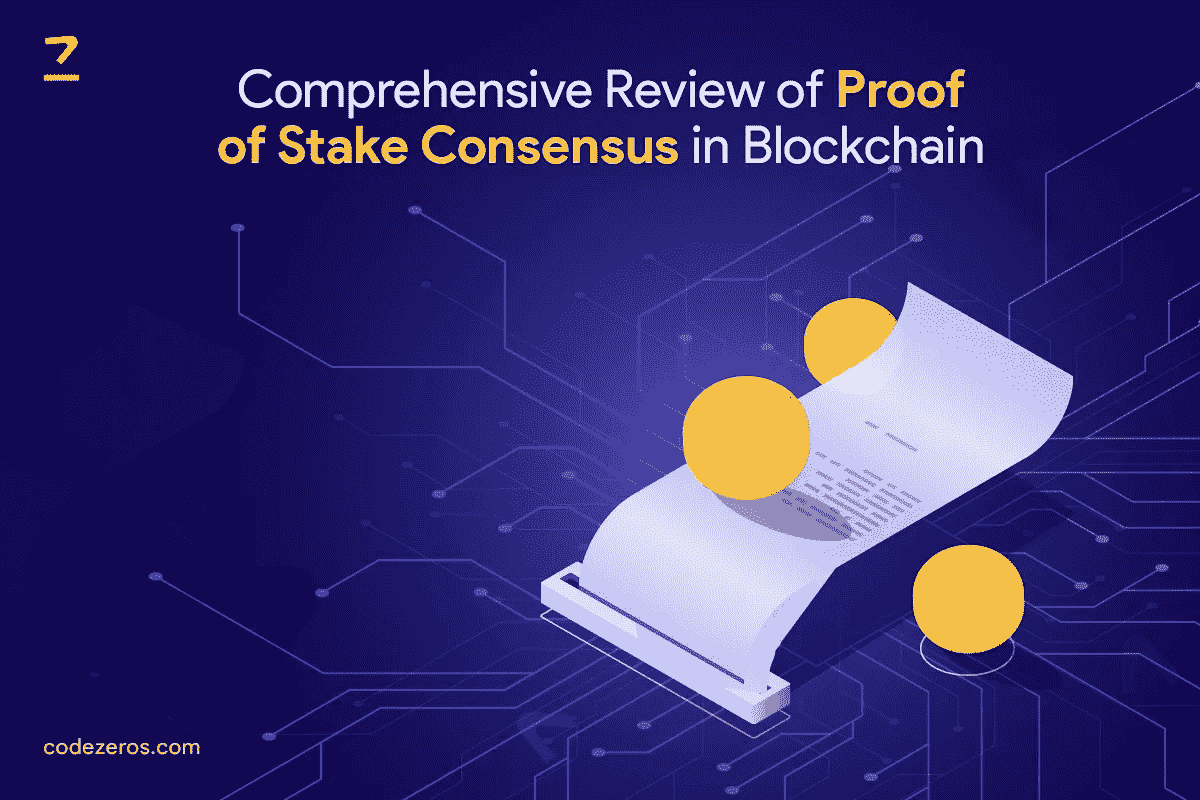 Comprehensive Review of Proof
of Stake Consensus in Blockchain
codezeros.com